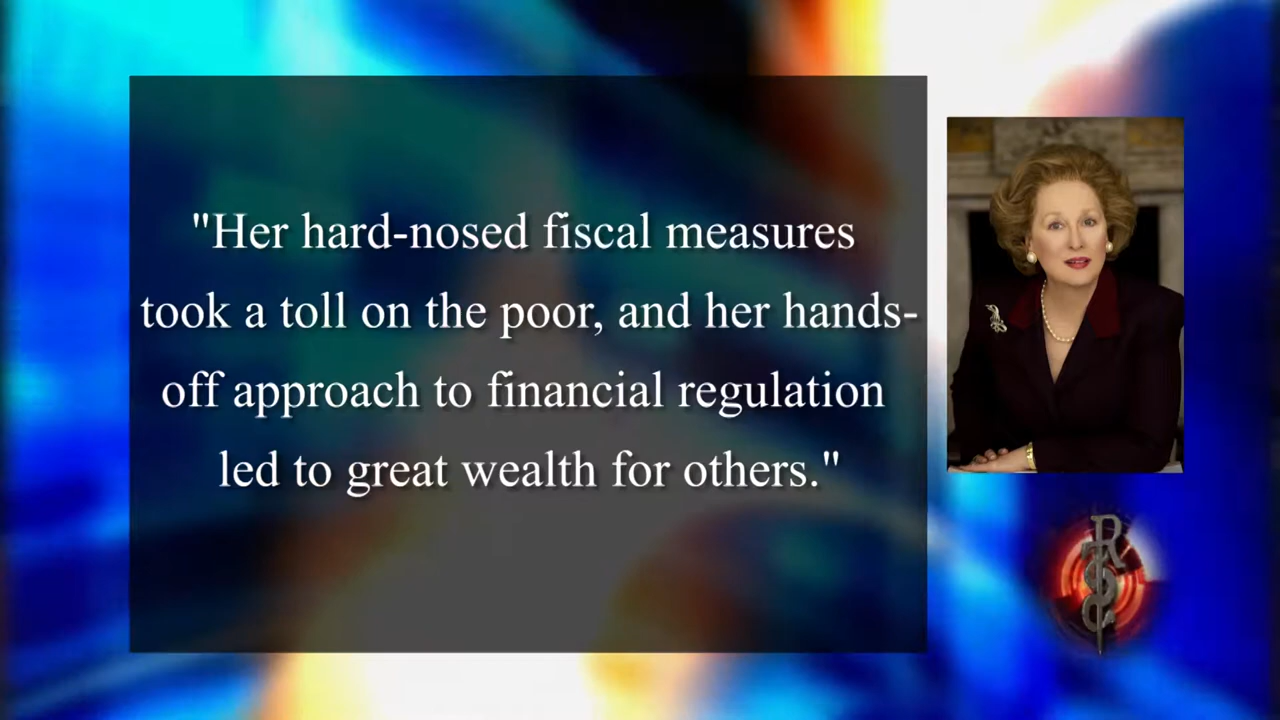 "Her hard-nosed fiscal measures
took a toll on the poor, and her hands-
off approach to financial regulation
led to great wealth for others."